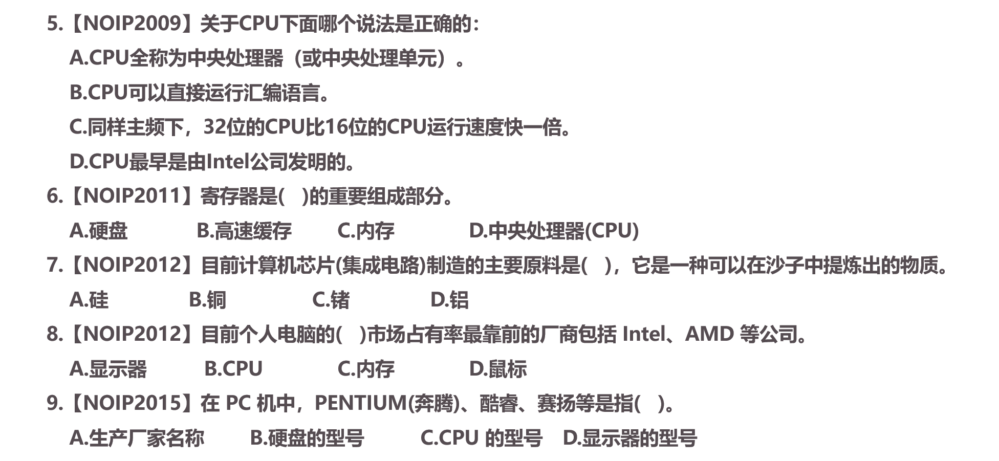 5.【NOIP2009】关于CPU下面哪个说法是正确的：
A.CPU全称为中央处理器（或中央处理单元）。
B.CPU可以直接运行汇编语言。
C.同样主频下，32位的CPU比16位的CPU运行速度快一倍。
D.CPU最早是由Intel公司发明的。
6.【NOIP2011】寄存器是( )的重要组成部分。
A.硬盘 B.高速缓存 C.内存 D.中央处理器(CPU)
7.【NOIP2012】目前计算机芯片(集成电路)制造的主要原料是( )，它是一种可以在沙子中提炼出的物质。
A.硅 B.铜 C.锗 D.铝
8.【NOIP2012】目前个人电脑的( )市场占有率最靠前的厂商包括 Intel、AMD 等公司。
A.显示器 B.CPU C.内存 D.鼠标
9.【NOIP2015】在 PC 机中，PENTIUM(奔腾)、酷睿、赛扬等是指( )。
A.生产厂家名称 B.硬盘的型号 C.CPU 的型号 D.显示器的型号